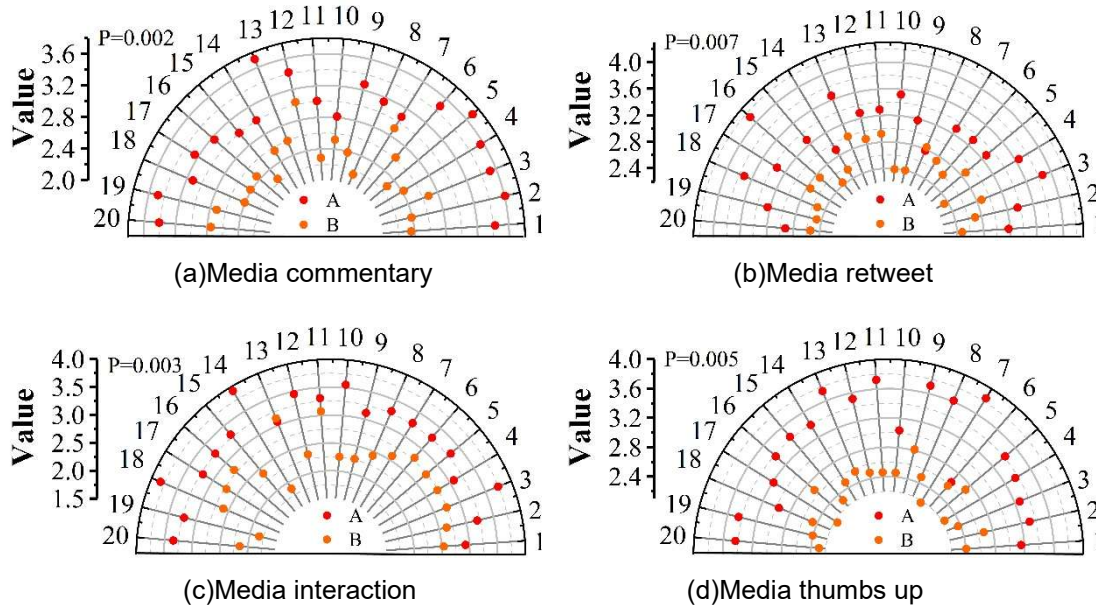 P=0.002
Value
3.6
3.2
2.8
2.4
2.0
20 19 18 17 16 15 14 13 12 11 10 9 8 7 6 5 4 3 2 1
A
B
(a)Media commentary
P=0.007
Value
4.0
3.6
3.2
2.8
2.4
20 19 18 17 16 15 14 13 12 11 10 9 8 7 6 5 4 3 2 1
A
B
(b)Media retweet
P=0.003
Value
4.0
3.5
3.0
2.5
2.0
1.5
20 19 18 17 16 15 14 13 12 11 10 9 8 7 6 5 4 3 2 1
A
B
(c)Media interaction
P=0.005
Value
4.0
3.6
3.2
2.8
2.4
20 19 18 17 16 15 14 13 12 11 10 9 8 7 6 5 4 3 2 1
A
B
(d)Media thumbs up